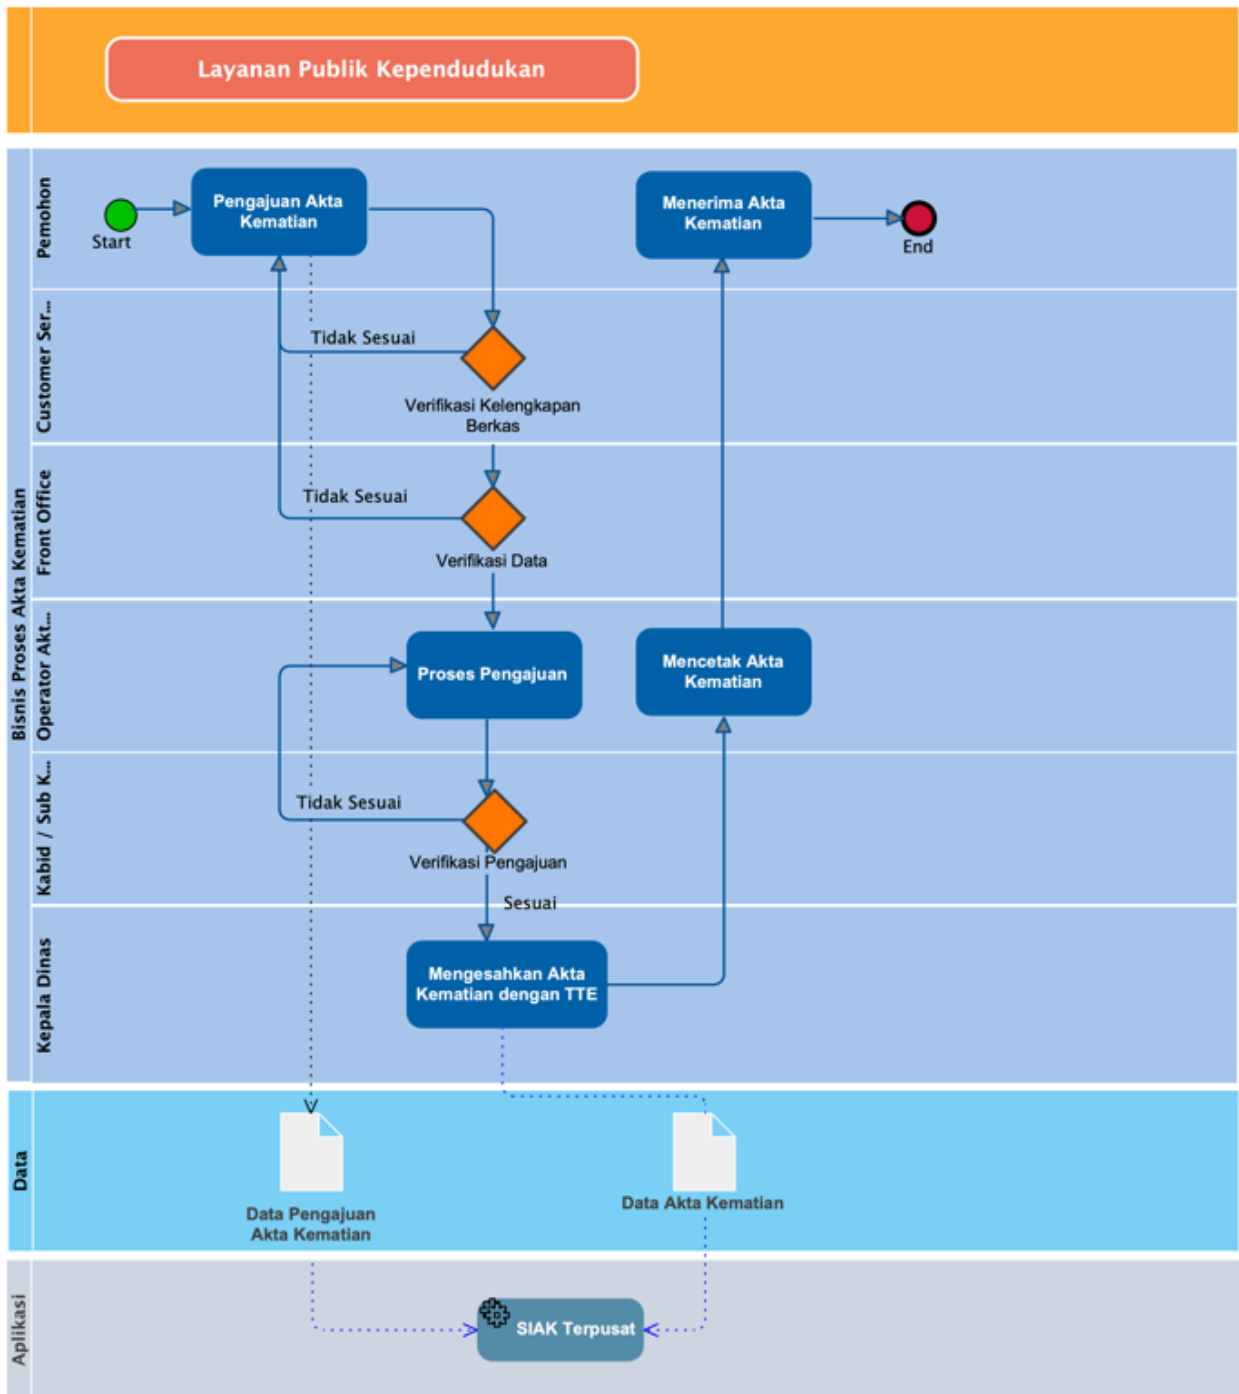 Layanan Publik Kependudukan
Bisnis Proses Akta Kematian
Pemohon
Start
Pengajuan Akta
Kematian
Menerima Akta
Kematian
End
Customer Ser...
Tidak Sesuai
Verifikasi Kelengkapan
Berkas
Front Office
Tidak Sesuai
Verifikasi Data
Operator Akt...
Proses Pengajuan
Mencetak Akta
Kematian
Kabid / Sub K...
Tidak Sesuai
Verifikasi Pengajuan
Sesuai
Kepala Dinas
Mengesahkan Akta
Kematian dengan TTE
Data
Data Pengajuan
Akta Kematian
Data Akta Kematian
Aplikasi
SIAK Terpusat